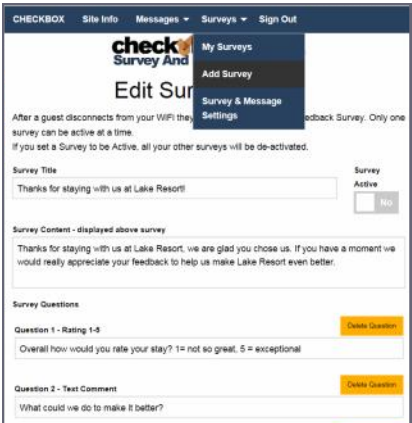 CHECKBOX Site Info Messages Surveys Sign Out
check
Survey And
My Surveys
Add Survey
Survey & Message
Settings
Edit Sur
After a guest disconnects from your WiFi they edback Survey. Only one
survey can be active at a time.
If you set a Survey to be Active, all your other surveys will be de-activated.
Survey Title
Survey
Active
Thanks for staying with us at Lake Resort!
No
Survey Content - displayed above survey
Thanks for staying with us at Lake Resort, we are glad you chose us. If you have a moment we
would really appreciate your feedback to help us make Lake Resort even better.
Survey Questions
Question 1 - Rating 1-5
Delete Question
Overall how would you rate your stay? 1= not so great, 5 = exceptional
Question 2 - Text Comment
Delete Question
What could we do to make it better?